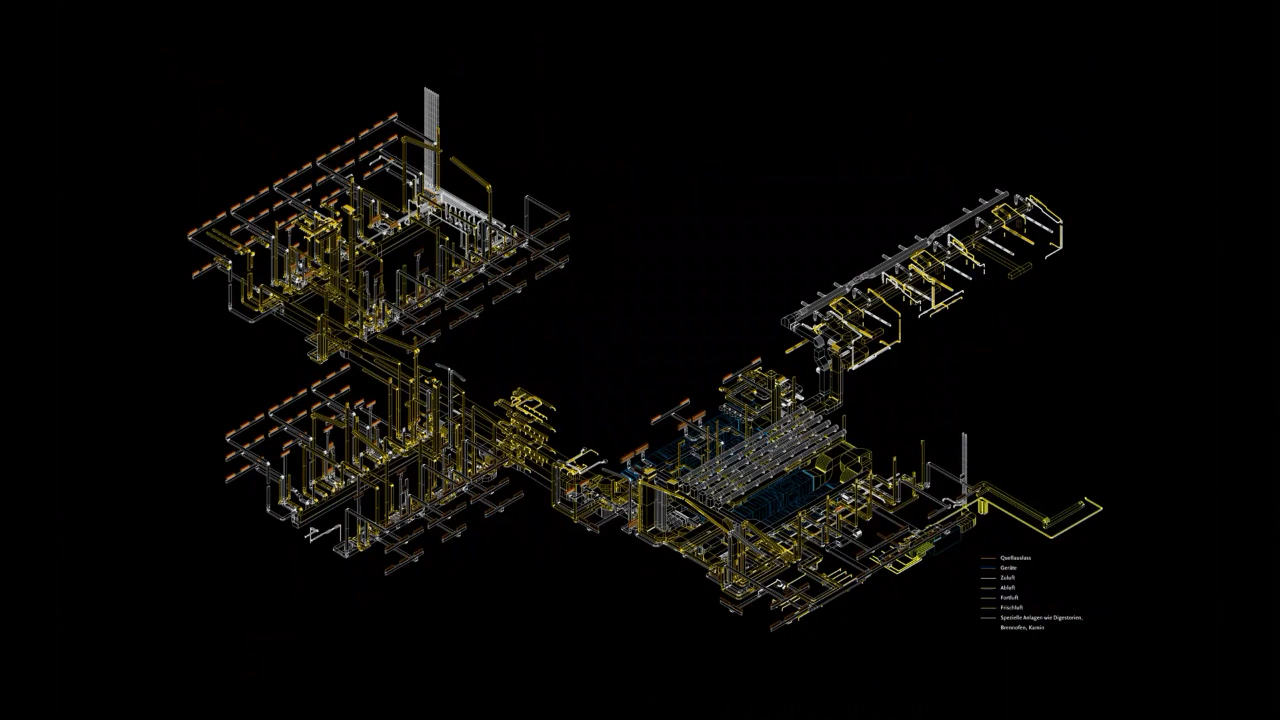 Quellauslass
Geräte
Zuluft
Abluft
Fortluft
Frischluft
Spezielle Anlagen wie Digestorien,
Brennofen, Kamin